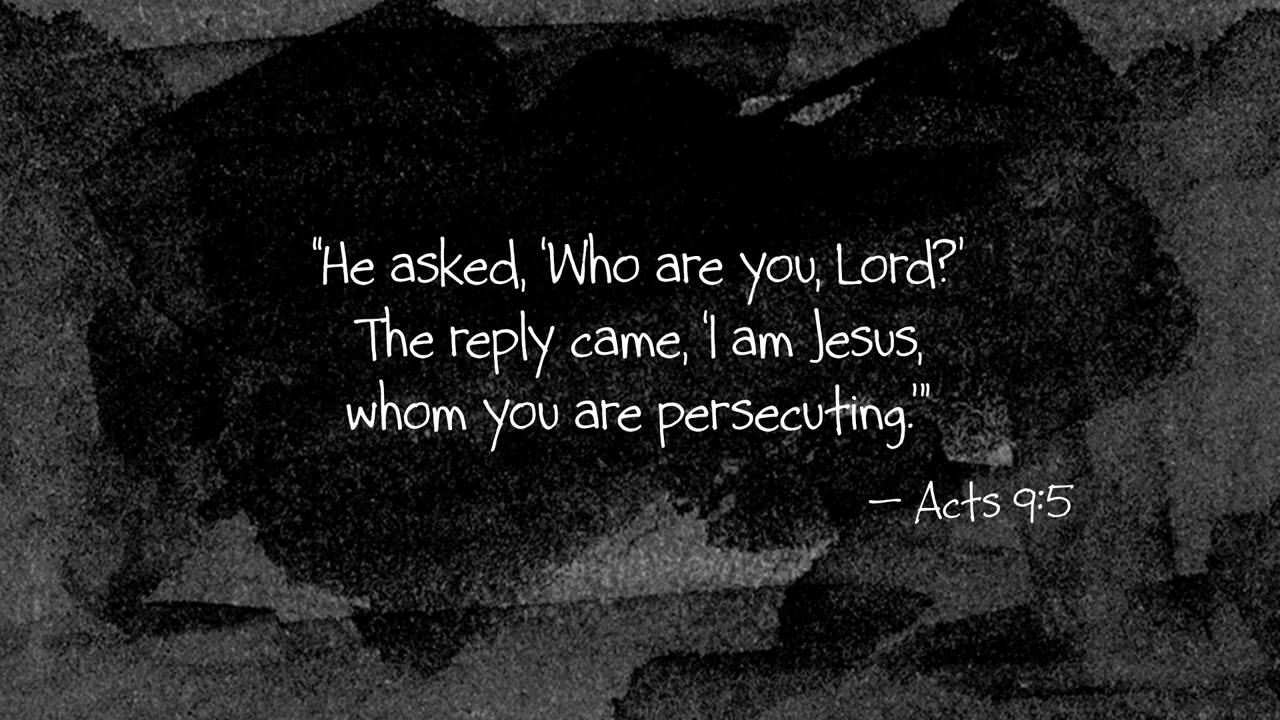 "He asked, 'Who are you, Lord?'
The reply came, 'I am Jesus,
whom you are persecuting.'"
– Acts 9:5